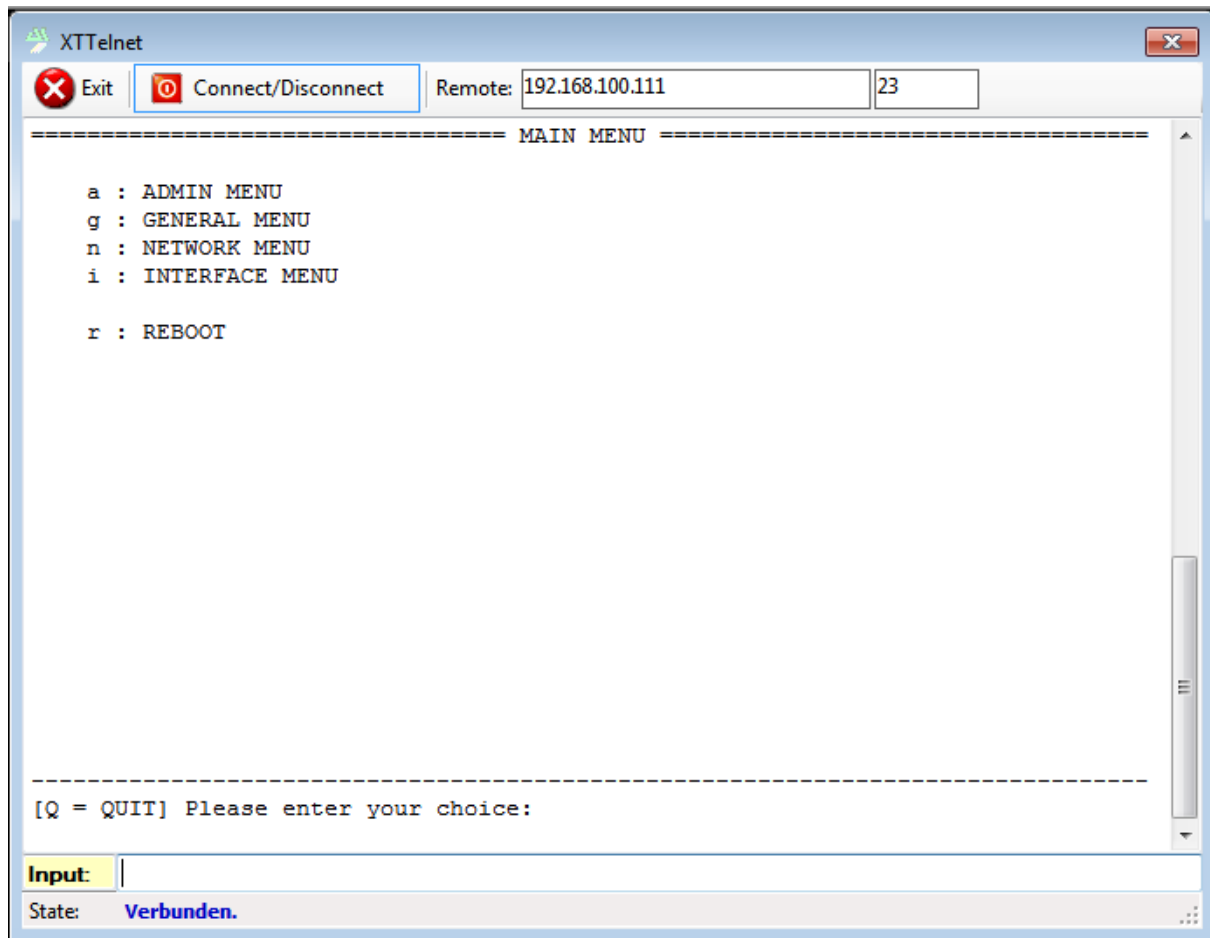 XTTelnet
Exit Connect/Disconnect Remote: 192.168.100.111 23
================================== MAIN MENU ===================================
a : ADMIN MENU
g : GENERAL MENU
n : NETWORK MENU
i : INTERFACE MENU
r : REBOOT
--------------------------------------------------------------------------------
[Q = QUIT] Please enter your choice:
Input:
State: Verbunden.